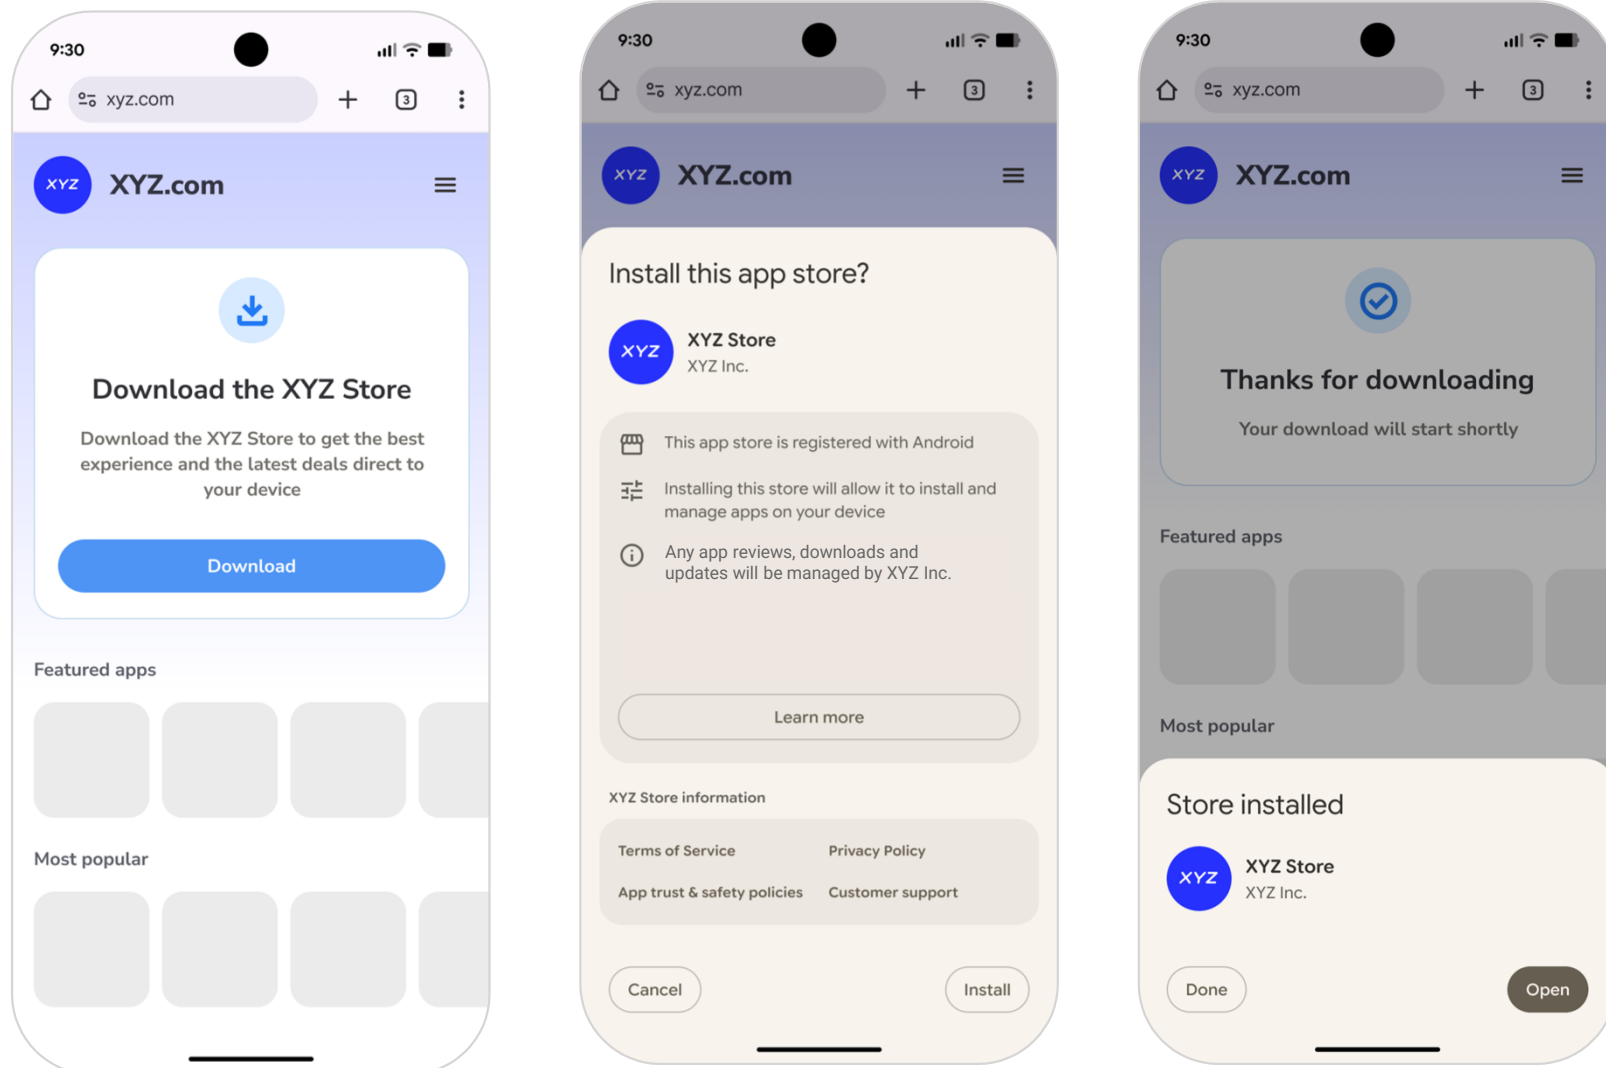 9:30
xyz.com
3
XYZ
XYZ.com
Download the XYZ Store
Download the XYZ Store to get the best
experience and the latest deals direct to
your device
Download
Featured apps
Most popular
9:30
xyz.com
3
XYZ
XYZ.com
Install this app store?
XYZ
XYZ Store
XYZ Inc.
This app store is registered with Android
Installing this store will allow it to install and
manage apps on your device
Any app reviews, downloads and
updates will be managed by XYZ Inc.
Learn more
XYZ Store information
Terms of Service
Privacy Policy
App trust & safety policies
Customer support
Cancel
Install
9:30
xyz.com
3
XYZ
XYZ.com
Thanks for downloading
Your download will start shortly
Featured apps
Most popular
Store installed
XYZ
XYZ Store
XYZ Inc.
Done
Open